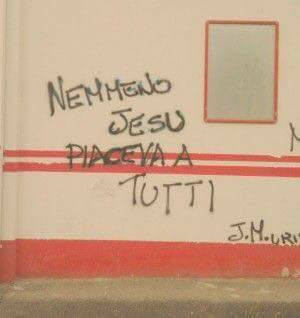 NEMMENO
JESU
PIACEVA A
TUTTI
J.M.